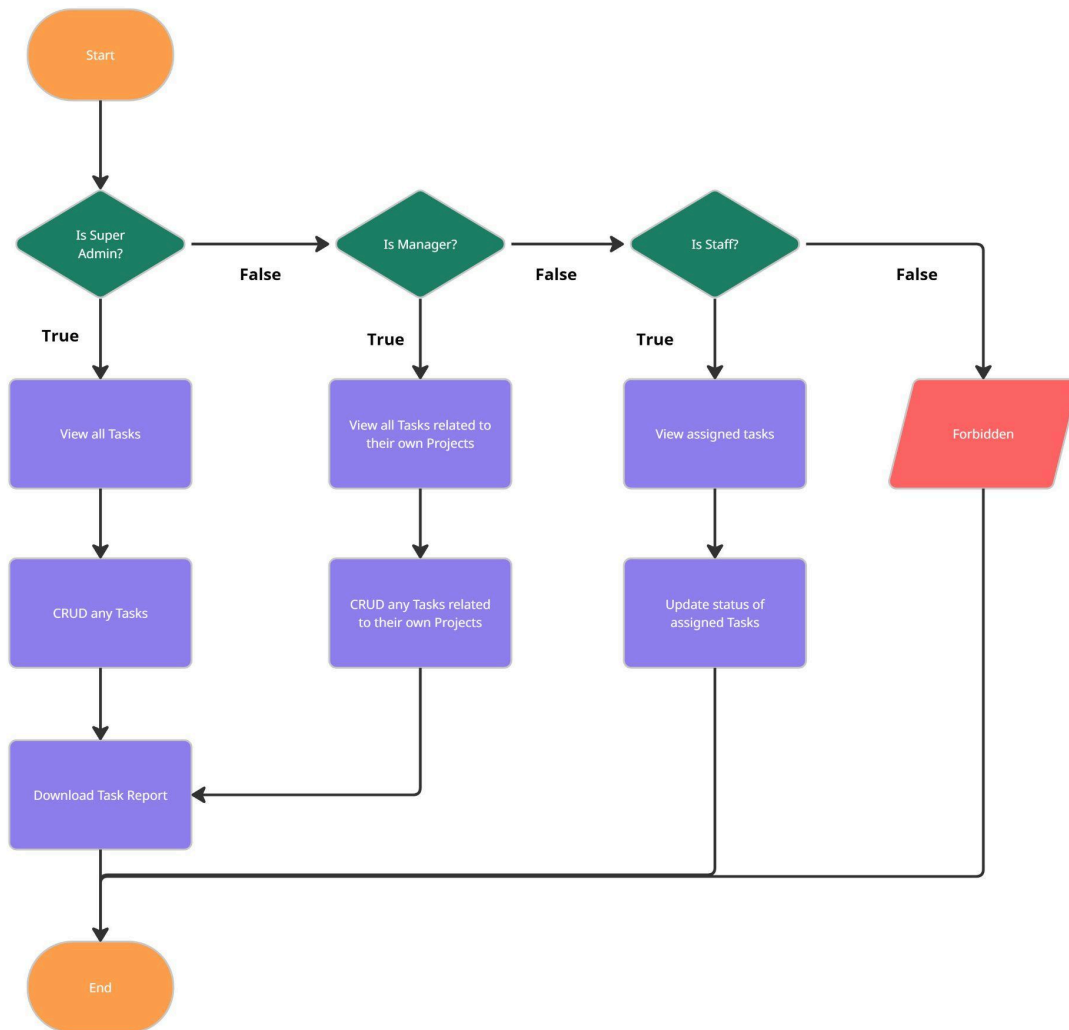 Start
Is Super
Admin?
Is Manager?
Is Staff?
False
False
False
True
True
True
View all Tasks
View all Tasks related to
their own Projects
View assigned tasks
Forbidden
CRUD any Tasks
CRUD any Tasks related
to their own Projects
Update status of
assigned Tasks
Download Task Report
End